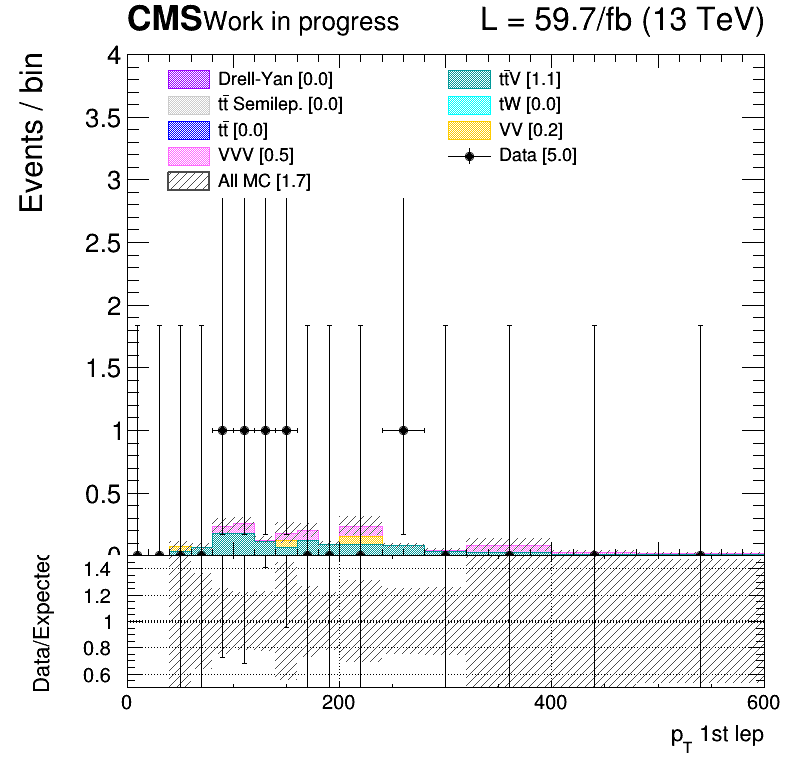 CMS Work in progress L = 59.7/fb (13 TeV)
Events / bin
4
3.5
3
2.5
2
1.5
1
0.5
0
Drell-Yan [0.0]
tt̄ Semilep. [0.0]
tt̄ [0.0]
VVV [0.5]
All MC [1.7]
tt̄V [1.1]
tW [0.0]
VV [0.2]
Data [5.0]
Data/Expected
1.4
1.2
1
0.8
0.6
0 200 400 600
p_T 1st lep